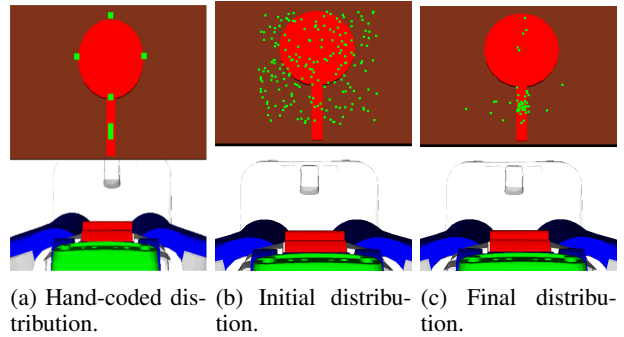 (a) Hand-coded dis-
tribution.
(b) Initial distribu-
tion.
(c) Final distribu-
tion.